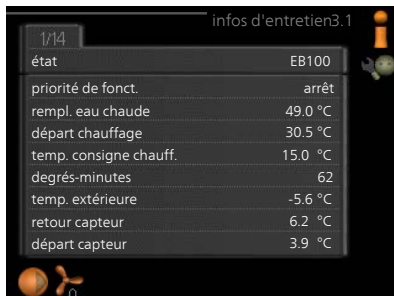 infos d'entretien3.1
1/14
état EB100
priorité de fonct. arrêt
rempl. eau chaude 49.0 °C
départ chauffage 30.5 °C
temp. consigne chauff. 15.0 °C
degrés-minutes 62
temp. extérieure -5.6 °C
retour capteur 6.2 °C
départ capteur 3.9 °C
0